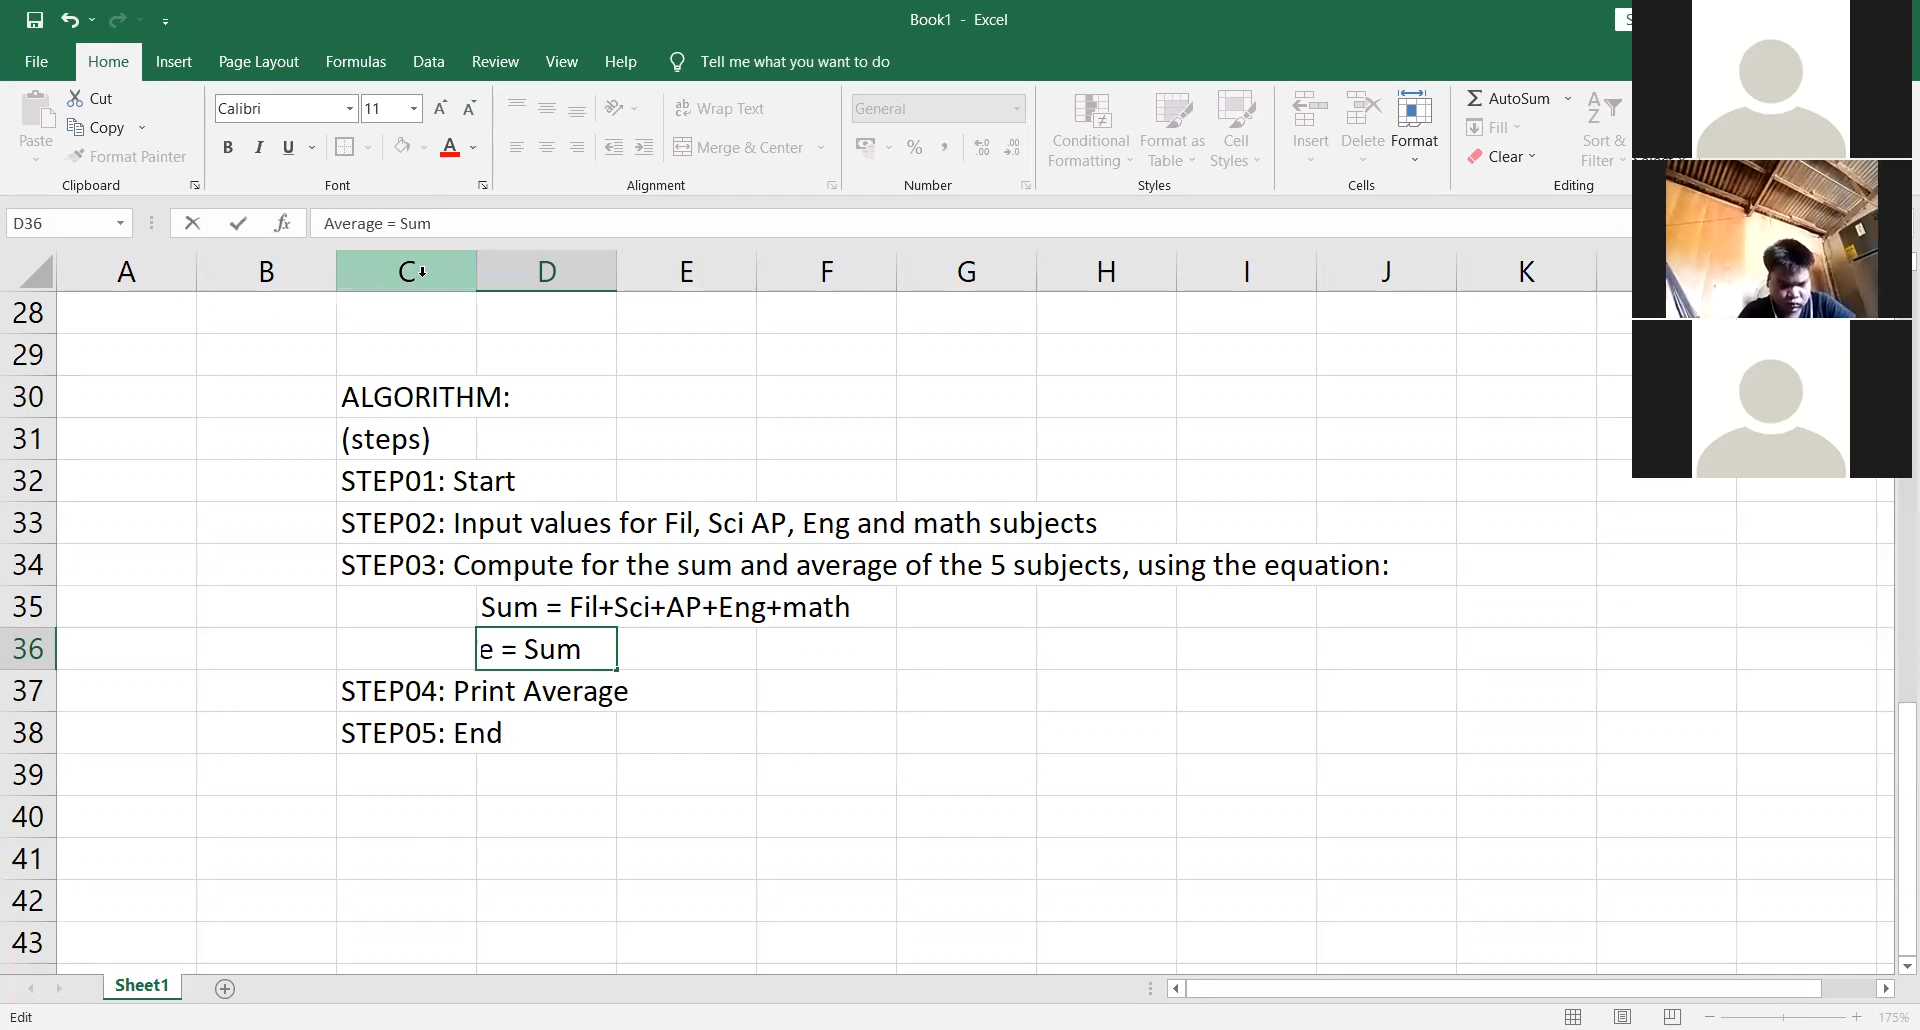 Book1 - Excel
File Home Insert Page Layout Formulas Data Review View Help Tell me what you want to do
Paste
Cut
Copy
Format Painter
Clipboard
Calibri 11
B I U
Font
Wrap Text
Merge & Center
Alignment
General
Number
Conditional Formatting
Format as Table
Cell Styles
Styles
Insert Delete Format
Cells
AutoSum
Fill
Clear
Sort & Filter
Editing
D36 fx Average = Sum
A B C D E F G H I J K
28
29
30 ALGORITHM:
31 (steps)
32 STEP01: Start
33 STEP02: Input values for Fil, Sci AP, Eng and math subjects
34 STEP03: Compute for the sum and average of the 5 subjects, using the equation:
35 Sum = Fil+Sci+AP+Eng+math
36 e = Sum
37 STEP04: Print Average
38 STEP05: End
39
40
41
42
43
Sheet1
Edit 175%